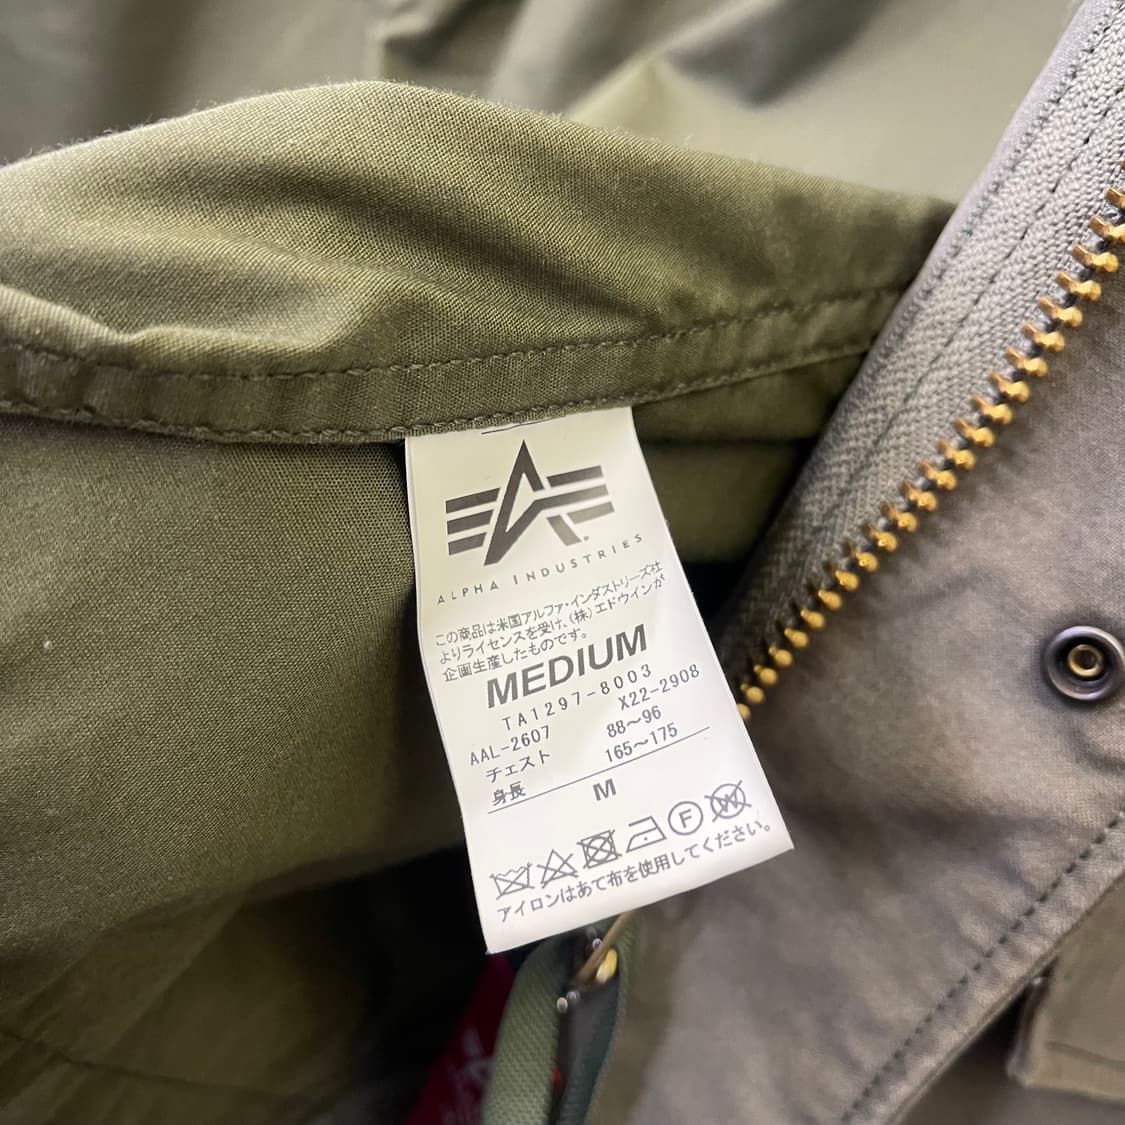 ALPHA INDUSTRIES
この商品は米国アルファ・インダストリーズ社
よりライセンスを受け、(株)エドウインが
企画生産したものです。
MEDIUM
TA1297-8003
AAL-2607 X22-2908
チェスト 88～96
身長 165～175
M
F
W
アイロンはあて布を使用してください。